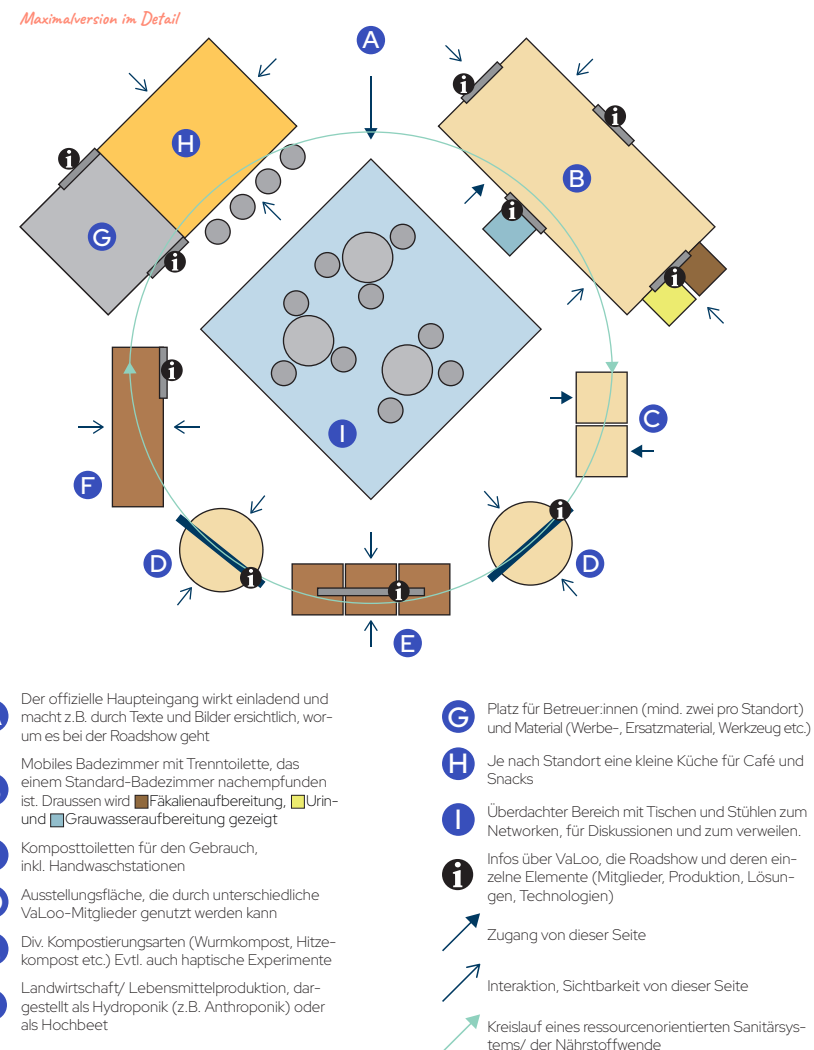 Maximalversion im Detail
A
H
B
G
I
C
F
D
D
E
Der offizielle Haupteingang wirkt einladend und
macht z.B. durch Texte und Bilder ersichtlich, wor-
um es bei der Roadshow geht
Mobiles Badezimmer mit Trenntoilette, das
einem Standard-Badezimmer nachempfunden
ist. Draussen wird Fäkalienaufbereitung, Urin-
und Grauwasseraufbereitung gezeigt
Komposttoiletten für den Gebrauch,
inkl. Handwaschstationen
Ausstellungsfläche, die durch unterschiedliche
VaLoo-Mitglieder genutzt werden kann
Div. Kompostierungsarten (Wurmkompost, Hitze-
kompost etc.) Evtl. auch haptische Experimente
Landwirtschaft/ Lebensmittelproduktion, dar-
gestellt als Hydroponik (z.B. Anthroponik) oder
als Hochbeet
G Platz für Betreuer:innen (mind. zwei pro Standort)
und Material (Werbe-, Ersatzmaterial, Werkzeug etc.)
H Je nach Standort eine kleine Küche für Café und
Snacks
I Überdachter Bereich mit Tischen und Stühlen zum
Networken, für Diskussionen und zum verweilen.
i Infos über VaLoo, die Roadshow und deren ein-
zelne Elemente (Mitglieder, Produktion, Lösun-
gen, Technologien)
Zugang von dieser Seite
Interaktion, Sichtbarkeit von dieser Seite
Kreislauf eines ressourcenorientierten Sanitärsys-
tems/ der Nährstoffwende